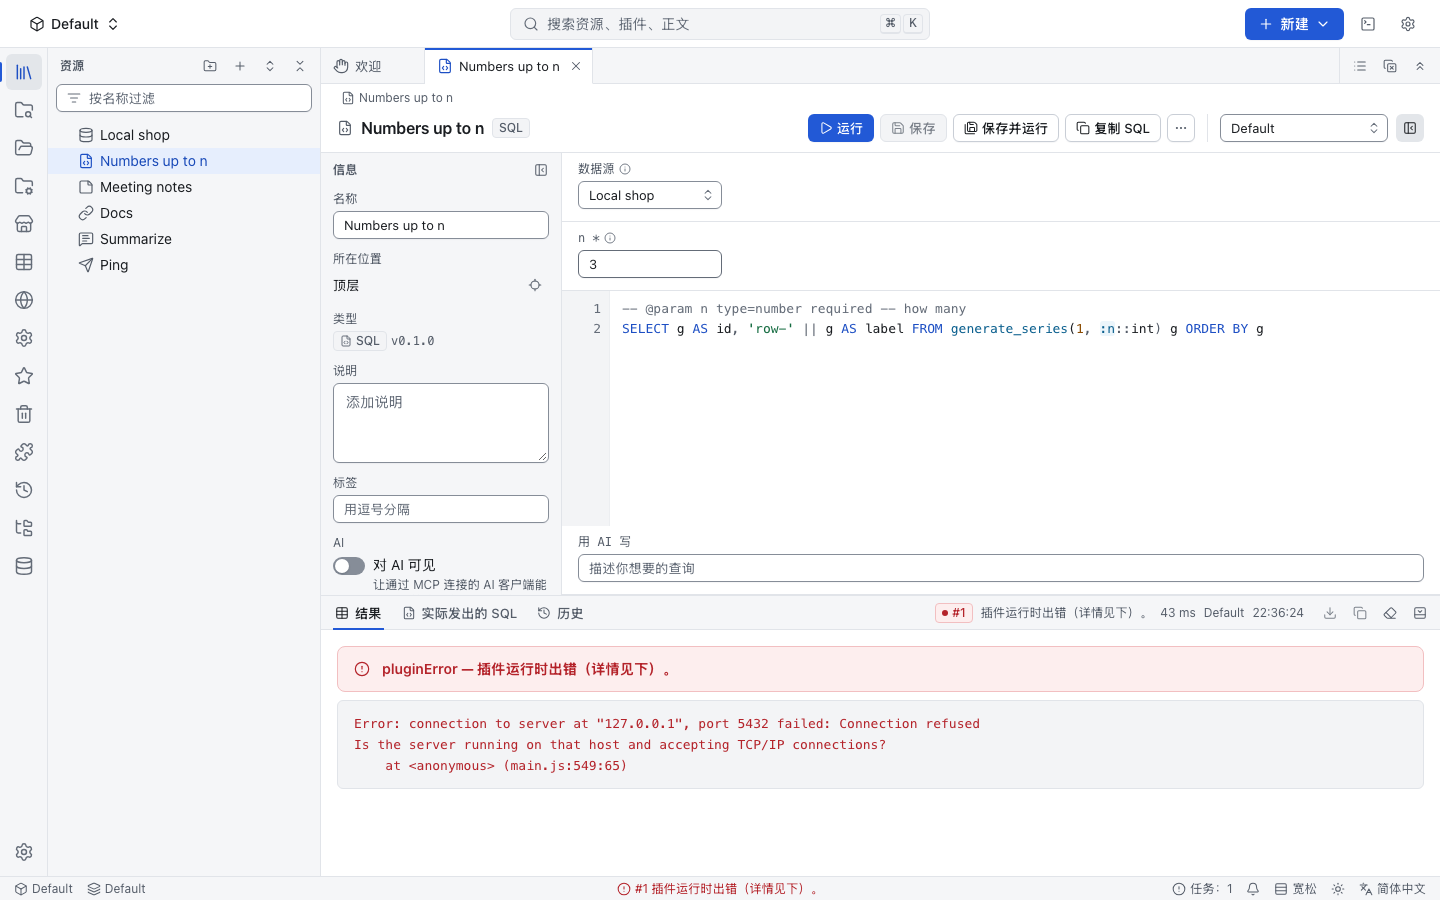 Default
搜索资源、插件、正文
⌘ K
新建
资源
按名称过滤
Local shop
Numbers up to n
Meeting notes
Docs
Summarize
Ping
欢迎
Numbers up to n
Numbers up to n
Numbers up to n SQL
运行
保存
保存并运行
复制 SQL
Default
信息
名称
Numbers up to n
所在位置
顶层
类型
SQL v0.1.0
说明
添加说明
标签
用逗号分隔
AI
对 AI 可见
让通过 MCP 连接的 AI 客户端能
数据源
Local shop
n *
3
1 -- @param n type=number required -- how many
2 SELECT g AS id, 'row-' || g AS label FROM generate_series(1, :n::int) g ORDER BY g
用 AI 写
描述你想要的查询
结果
实际发出的 SQL
历史
#1 插件运行时出错（详情见下）。 43 ms Default 22:36:24
pluginError — 插件运行时出错（详情见下）。
Error: connection to server at "127.0.0.1", port 5432 failed: Connection refused
Is the server running on that host and accepting TCP/IP connections?
at <anonymous> (main.js:549:65)
Default
Default
#1 插件运行时出错（详情见下）。
任务: 1
宽松
简体中文